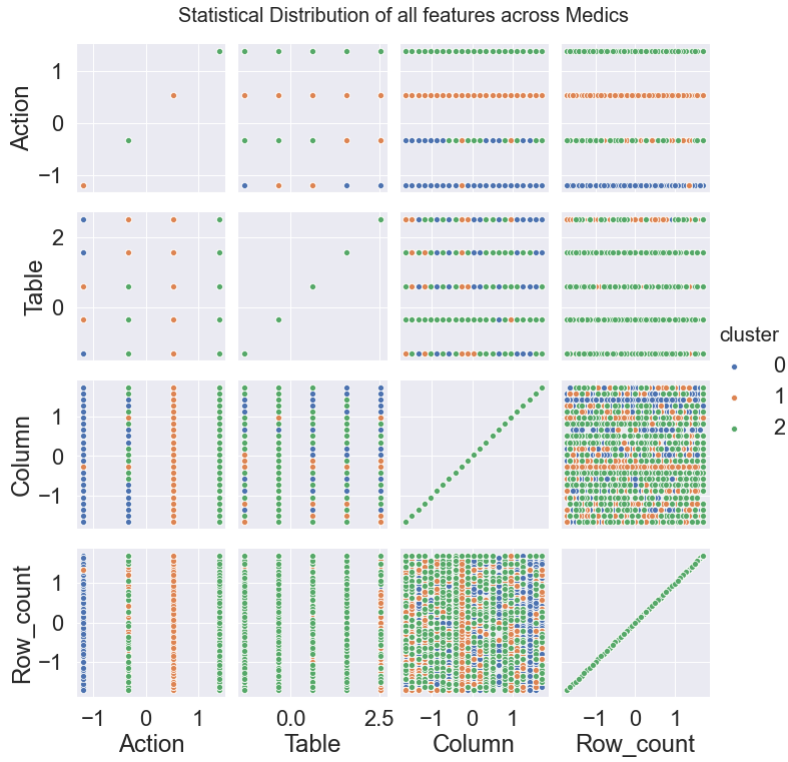 Statistical Distribution of all features across Medics
Action
1
0
−1
Table
2
0
Column
1
0
−1
Row_count
1
0
−1
−1 0 1
0.0 2.5
−1 0 1
−1 0 1
Action
Table
Column
Row_count
cluster
0
1
2